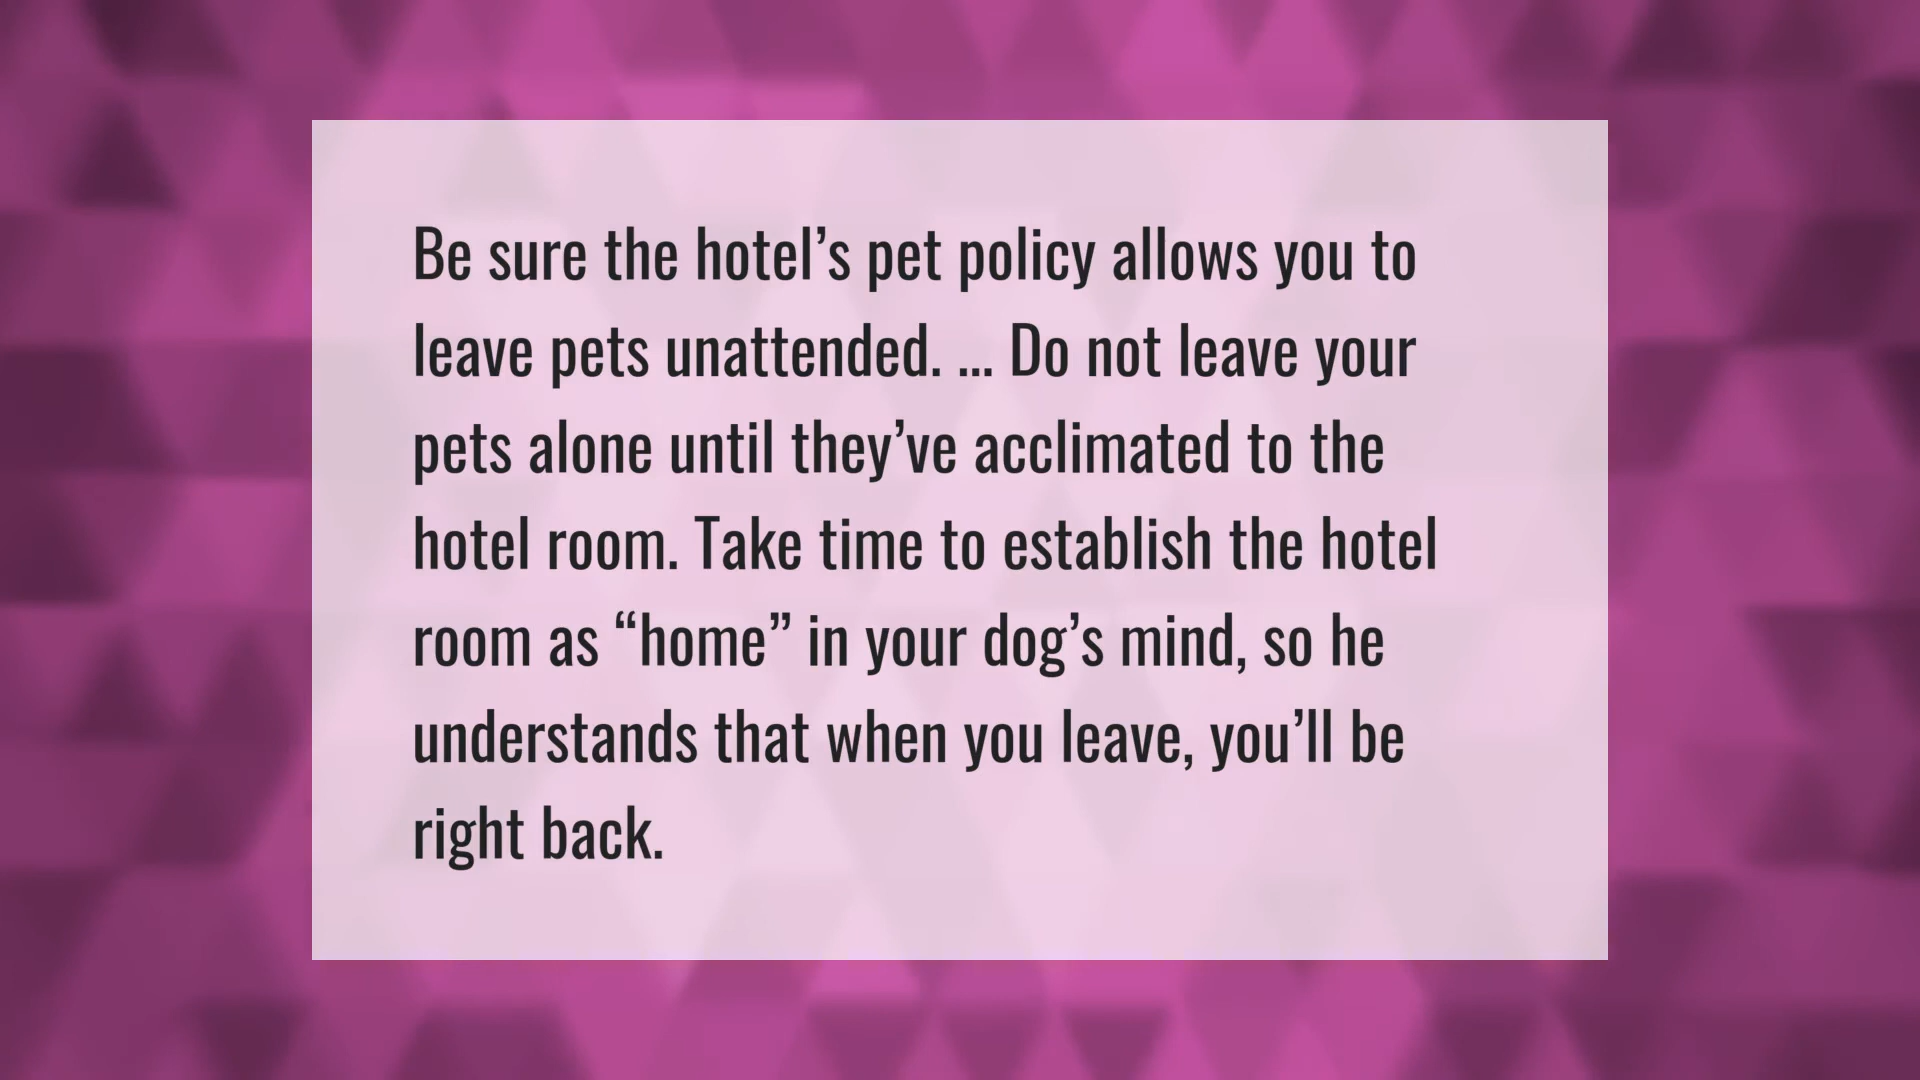 Be sure the hotel’s pet policy allows you to
leave pets unattended. ... Do not leave your
pets alone until they’ve acclimated to the
hotel room. Take time to establish the hotel
room as “home” in your dog’s mind, so he
understands that when you leave, you’ll be
right back.